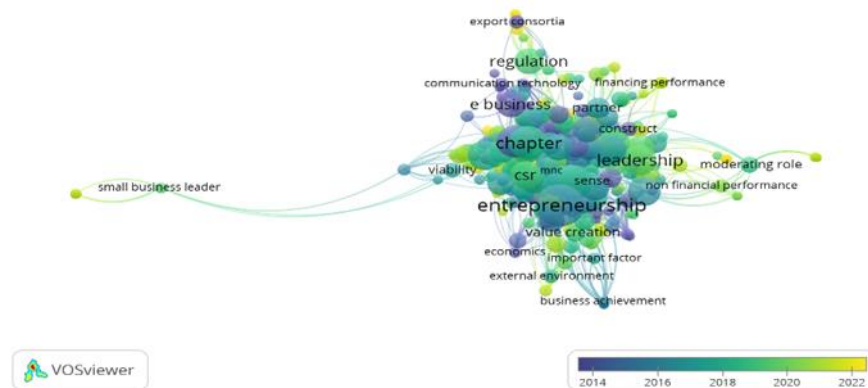 export consortia
regulation
communication technology
financing performance
e business
partner
construct
chapter
leadership
moderating role
viability
csr
mnc
sense
non financial performance
small business leader
entrepreneurship
value creation
economics
important factor
external environment
business achievement
VOSviewer
2014 2016 2018 2020 2022